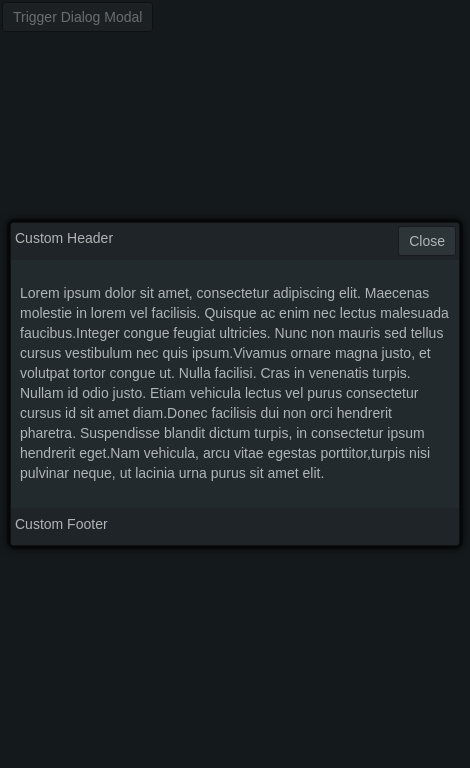 Trigger Dialog Modal
Custom Header
Close
Lorem ipsum dolor sit amet, consectetur adipiscing elit. Maecenas
molestie in lorem vel facilisis. Quisque ac enim nec lectus malesuada
faucibus.Integer congue feugiat ultricies. Nunc non mauris sed tellus
cursus vestibulum nec quis ipsum.Vivamus ornare magna justo, et
volutpat tortor congue ut. Nulla facilisi. Cras in venenatis turpis.
Nullam id odio justo. Etiam vehicula lectus vel purus consectetur
cursus id sit amet diam.Donec facilisis dui non orci hendrerit
pharetra. Suspendisse blandit dictum turpis, in consectetur ipsum
hendrerit eget.Nam vehicula, arcu vitae egestas porttitor,turpis nisi
pulvinar neque, ut lacinia urna purus sit amet elit.
Custom Footer